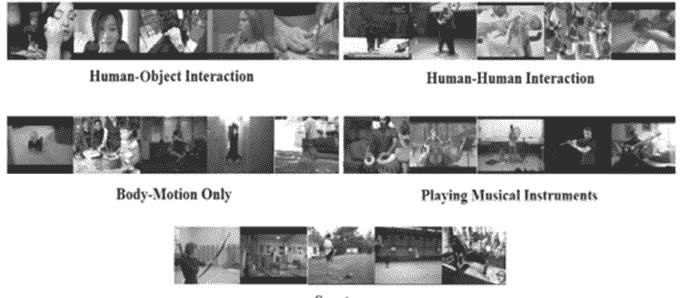 Human-Object Interaction
Human-Human Interaction
Body-Motion Only
Playing Musical Instruments